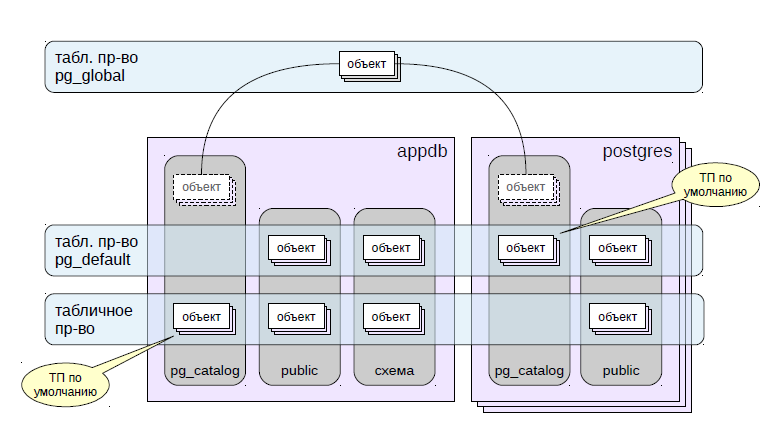 табл. пр-во
pg_global
объект
appdb
postgres
объект
объект
ТП по
умолчанию
табл. пр-во
pg_default
объект
объект
объект
объект
табличное
пр-во
объект
объект
объект
объект
ТП по
умолчанию
pg_catalog
public
схема
pg_catalog
public